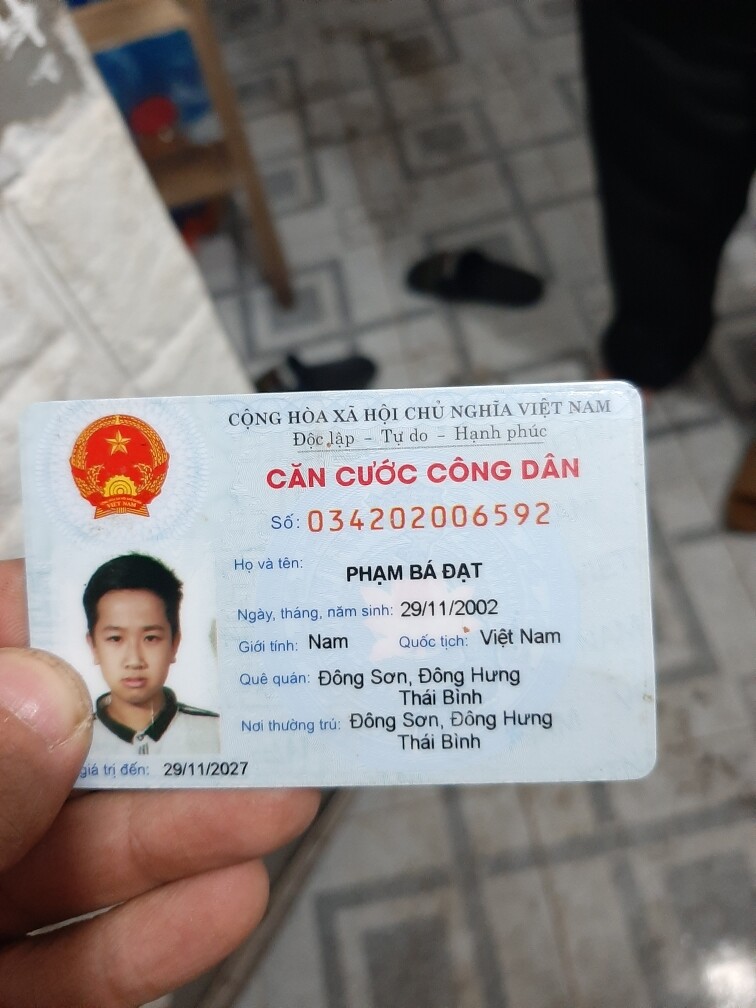 CỘNG HÒA XÃ HỘI CHỦ NGHĨA VIỆT NAM
Độc lập - Tự do - Hạnh phúc
CĂN CƯỚC CÔNG DÂN
Số: 034202006592
Họ và tên: PHẠM BÁ ĐẠT
Ngày, tháng, năm sinh: 29/11/2002
Giới tính: Nam Quốc tịch: Việt Nam
Quê quán: Đông Sơn, Đông Hưng
Thái Bình
Nơi thường trú: Đông Sơn, Đông Hưng
Thái Bình
giá trị đến: 29/11/2027
VIỆT NAM